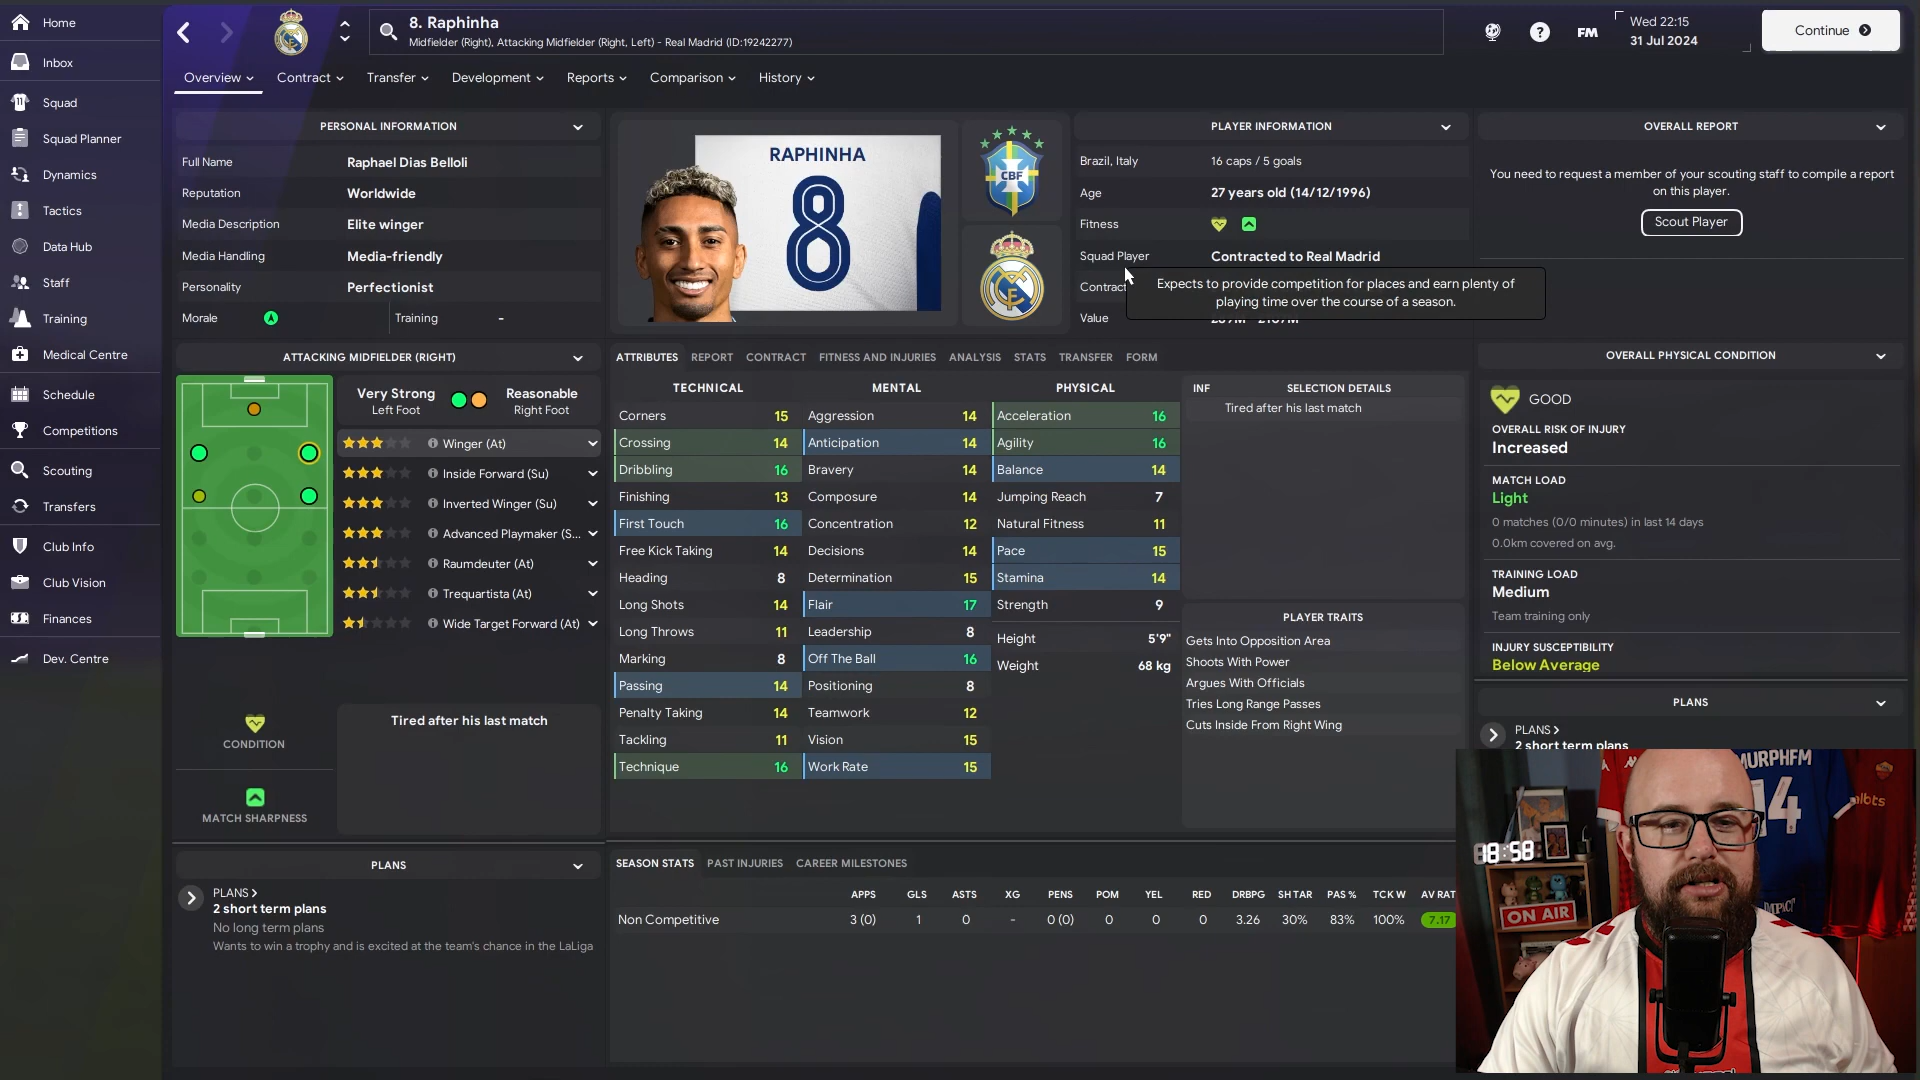 Home
Inbox
Squad
Squad Planner
Dynamics
Tactics
Data Hub
Staff
Training
Medical Centre
Schedule
Competitions
Scouting
Transfers
Club Info
Club Vision
Finances
Dev. Centre
8. Raphinha
Midfielder (Right), Attacking Midfielder (Right, Left) - Real Madrid (ID:19242277)
FM
Wed 22:15
31 Jul 2024
Continue
Overview Contract Transfer Development Reports Comparison History
PERSONAL INFORMATION
Full Name Raphael Dias Belloli
Reputation Worldwide
Media Description Elite winger
Media Handling Media-friendly
Personality Perfectionist
Morale Training -
RAPHINHA
8
CBF
PLAYER INFORMATION
Brazil, Italy 16 caps / 5 goals
Age 27 years old (14/12/1996)
Fitness
Squad Player Contracted to Real Madrid
Contract
Expects to provide competition for places and earn plenty of
playing time over the course of a season.
Value
OVERALL REPORT
You need to request a member of your scouting staff to compile a report
on this player.
Scout Player
ATTACKING MIDFIELDER (RIGHT)
Very Strong
Left Foot
Reasonable
Right Foot
Winger (At)
Inside Forward (Su)
Inverted Winger (Su)
Advanced Playmaker (S...
Raumdeuter (At)
Trequartista (At)
Wide Target Forward (At)
CONDITION
MATCH SHARPNESS
Tired after his last match
ATTRIBUTES REPORT CONTRACT FITNESS AND INJURIES ANALYSIS STATS TRANSFER FORM
TECHNICAL
Corners 15
Crossing 14
Dribbling 16
Finishing 13
First Touch 16
Free Kick Taking 14
Heading 8
Long Shots 14
Long Throws 11
Marking 8
Passing 14
Penalty Taking 14
Tackling 11
Technique 16
MENTAL
Aggression 14
Anticipation 14
Bravery 14
Composure 14
Concentration 12
Decisions 14
Determination 15
Flair 17
Leadership 8
Off The Ball 16
Positioning 8
Teamwork 12
Vision 15
Work Rate 15
PHYSICAL
Acceleration 16
Agility 16
Balance 14
Jumping Reach 7
Natural Fitness 11
Pace 15
Stamina 14
Strength 9
Height 5'9"
Weight 68 kg
INF SELECTION DETAILS
Tired after his last match
PLAYER TRAITS
Gets Into Opposition Area
Shoots With Power
Argues With Officials
Tries Long Range Passes
Cuts Inside From Right Wing
OVERALL PHYSICAL CONDITION
GOOD
OVERALL RISK OF INJURY
Increased
MATCH LOAD
Light
0 matches (0/0 minutes) in last 14 days
0.0km covered on avg.
TRAINING LOAD
Medium
Team training only
INJURY SUSCEPTIBILITY
Below Average
PLANS
PLANS >
2 short term plans
PLANS
PLANS >
2 short term plans
No long term plans
Wants to win a trophy and is excited at the team's chance in the LaLiga
SEASON STATS PAST INJURIES CAREER MILESTONES
APPS GLS ASTS XG PENS POM YEL RED DRBPG SH TAR PAS % TCK W AV RAT
Non Competitive 3 (0) 1 0 - 0 (0) 0 0 0 3.26 30% 83% 100% 7.17
MURPHFM
14
18:58
ON AIR